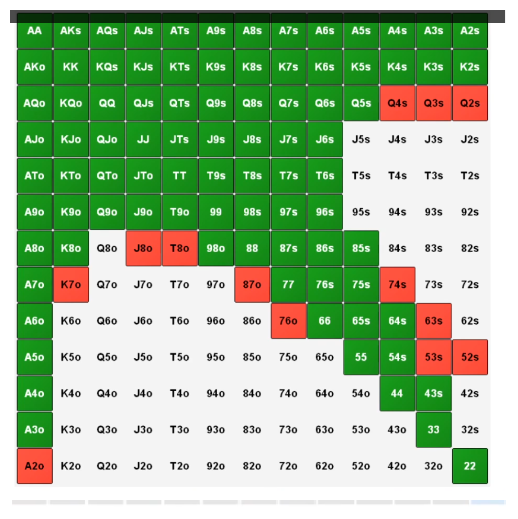 AA AKs AQs AJs ATs A9s A8s A7s A6s A5s A4s A3s A2s
AKo KK KQs KJs KTs K9s K8s K7s K6s K5s K4s K3s K2s
AQo KQo QQ QJs QTs Q9s Q8s Q7s Q6s Q5s Q4s Q3s Q2s
AJo KJo QJo JJ JTs J9s J8s J7s J6s J5s J4s J3s J2s
ATo KTo QTo JTo TT T9s T8s T7s T6s T5s T4s T3s T2s
A9o K9o Q9o J9o T9o 99 98s 97s 96s 95s 94s 93s 92s
A8o K8o Q8o J8o T8o 98o 88 87s 86s 85s 84s 83s 82s
A7o K7o Q7o J7o T7o 97o 87o 77 76s 75s 74s 73s 72s
A6o K6o Q6o J6o T6o 96o 86o 76o 66 65s 64s 63s 62s
A5o K5o Q5o J5o T5o 95o 85o 75o 65o 55 54s 53s 52s
A4o K4o Q4o J4o T4o 94o 84o 74o 64o 54o 44 43s 42s
A3o K3o Q3o J3o T3o 93o 83o 73o 63o 53o 43o 33 32s
A2o K2o Q2o J2o T2o 92o 82o 72o 62o 52o 42o 32o 22